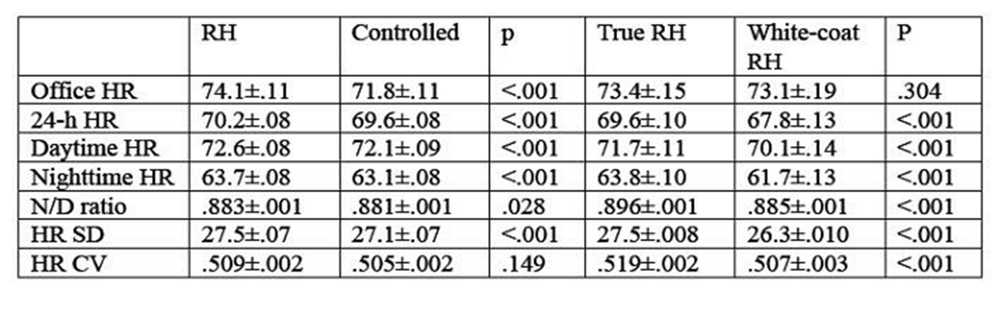 RH Controlled p True RH White-coat RH P
Office HR 74.1±.11 71.8±.11 <.001 73.4±.15 73.1±.19 .304
24-h HR 70.2±.08 69.6±.08 <.001 69.6±.10 67.8±.13 <.001
Daytime HR 72.6±.08 72.1±.09 <.001 71.7±.11 70.1±.14 <.001
Nighttime HR 63.7±.08 63.1±.08 <.001 63.8±.10 61.7±.13 <.001
N/D ratio .883±.001 .881±.001 .028 .896±.001 .885±.001 <.001
HR SD 27.5±.07 27.1±.07 <.001 27.5±.008 26.3±.010 <.001
HR CV .509±.002 .505±.002 .149 .519±.002 .507±.003 <.001